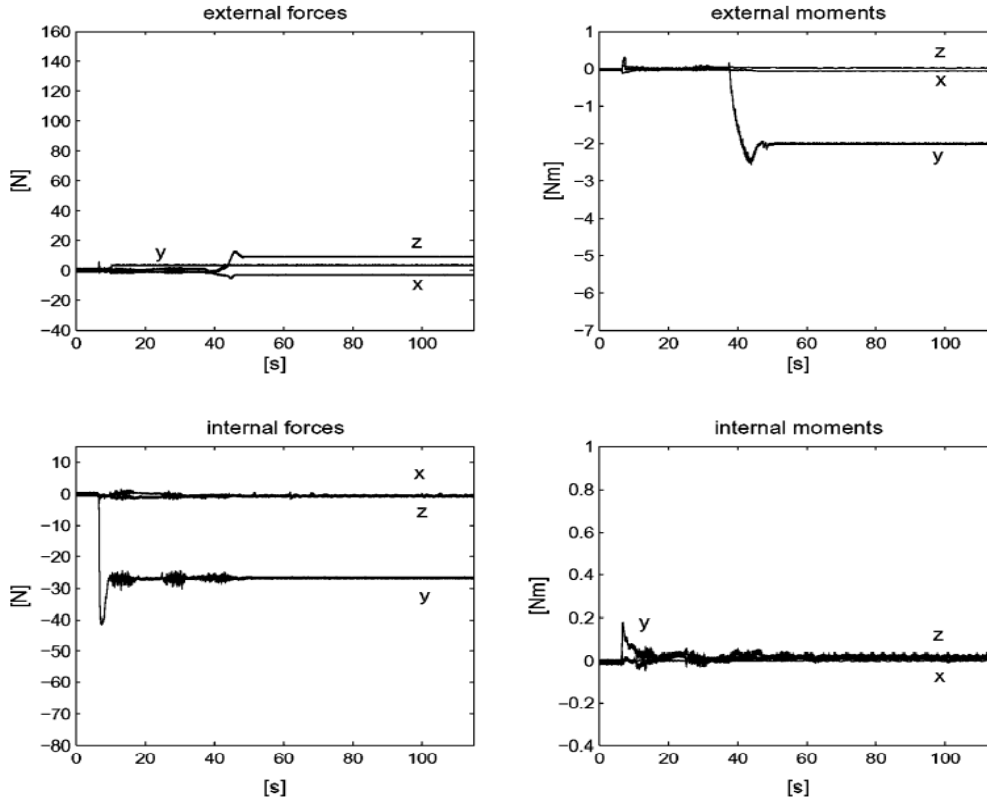 external forces
160
140
120
100
80
60
40
20
0
−20
−40
[N]
y
z
x
0 20 40 60 80 100
[s]
external moments
1
0
−1
−2
−3
−4
−5
−6
−7
[Nm]
z
x
y
0 20 40 60 80 100
[s]
internal forces
10
0
−10
−20
−30
−40
−50
−60
−70
−80
[N]
x
z
y
0 20 40 60 80 100
[s]
internal moments
1
0.8
0.6
0.4
0.2
0
−0.2
−0.4
[Nm]
y
z
x
0 20 40 60 80 100
[s]